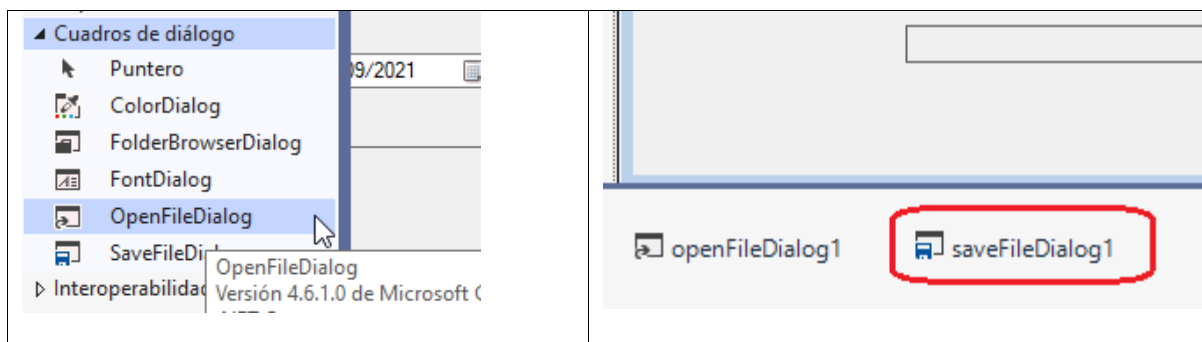 Cuadros de diálogo
Puntero
09/2021
ColorDialog
FolderBrowserDialog
FontDialog
OpenFileDialog
SaveFileDi
OpenFileDialog
Interoperabilidad
Versión 4.6.1.0 de Microsoft
openFileDialog1
saveFileDialog1